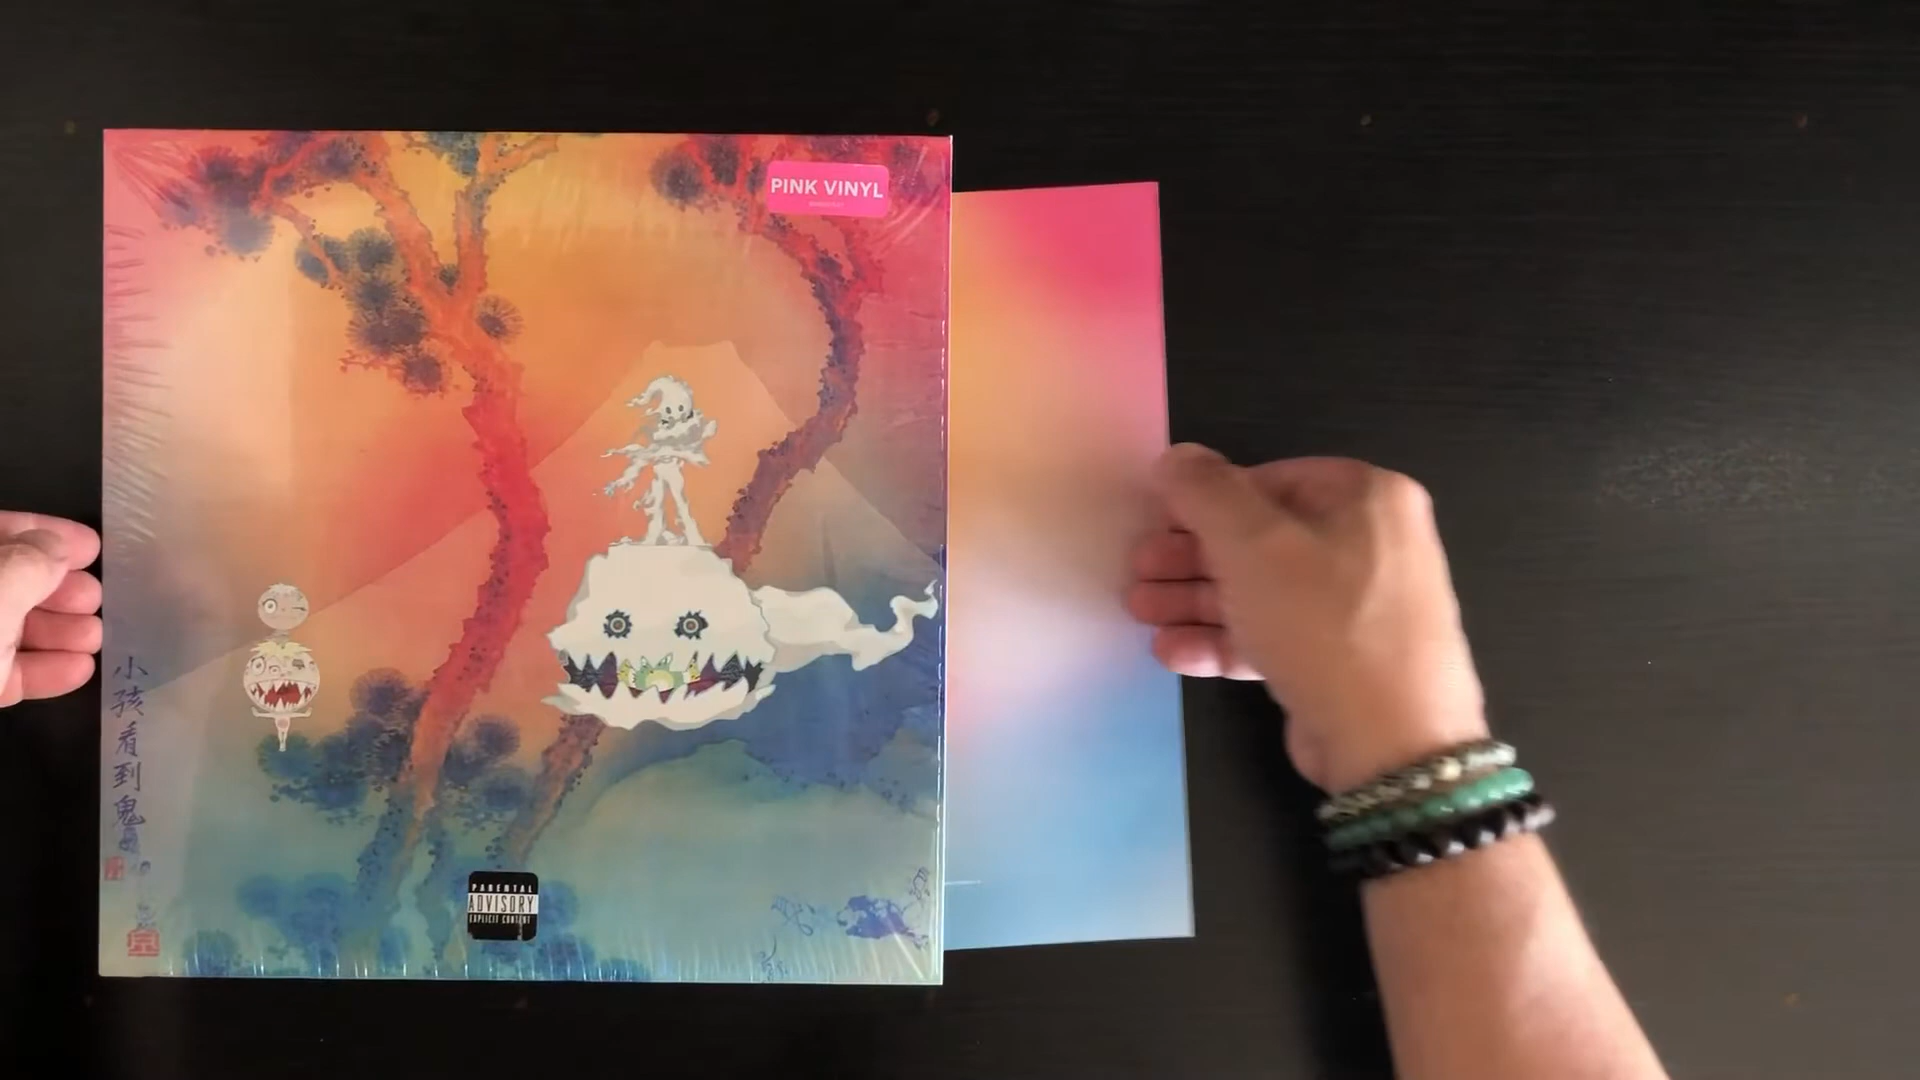 PINK VINYL
小孩看到鬼
PARENTAL
ADVISORY
EXPLICIT CONTENT